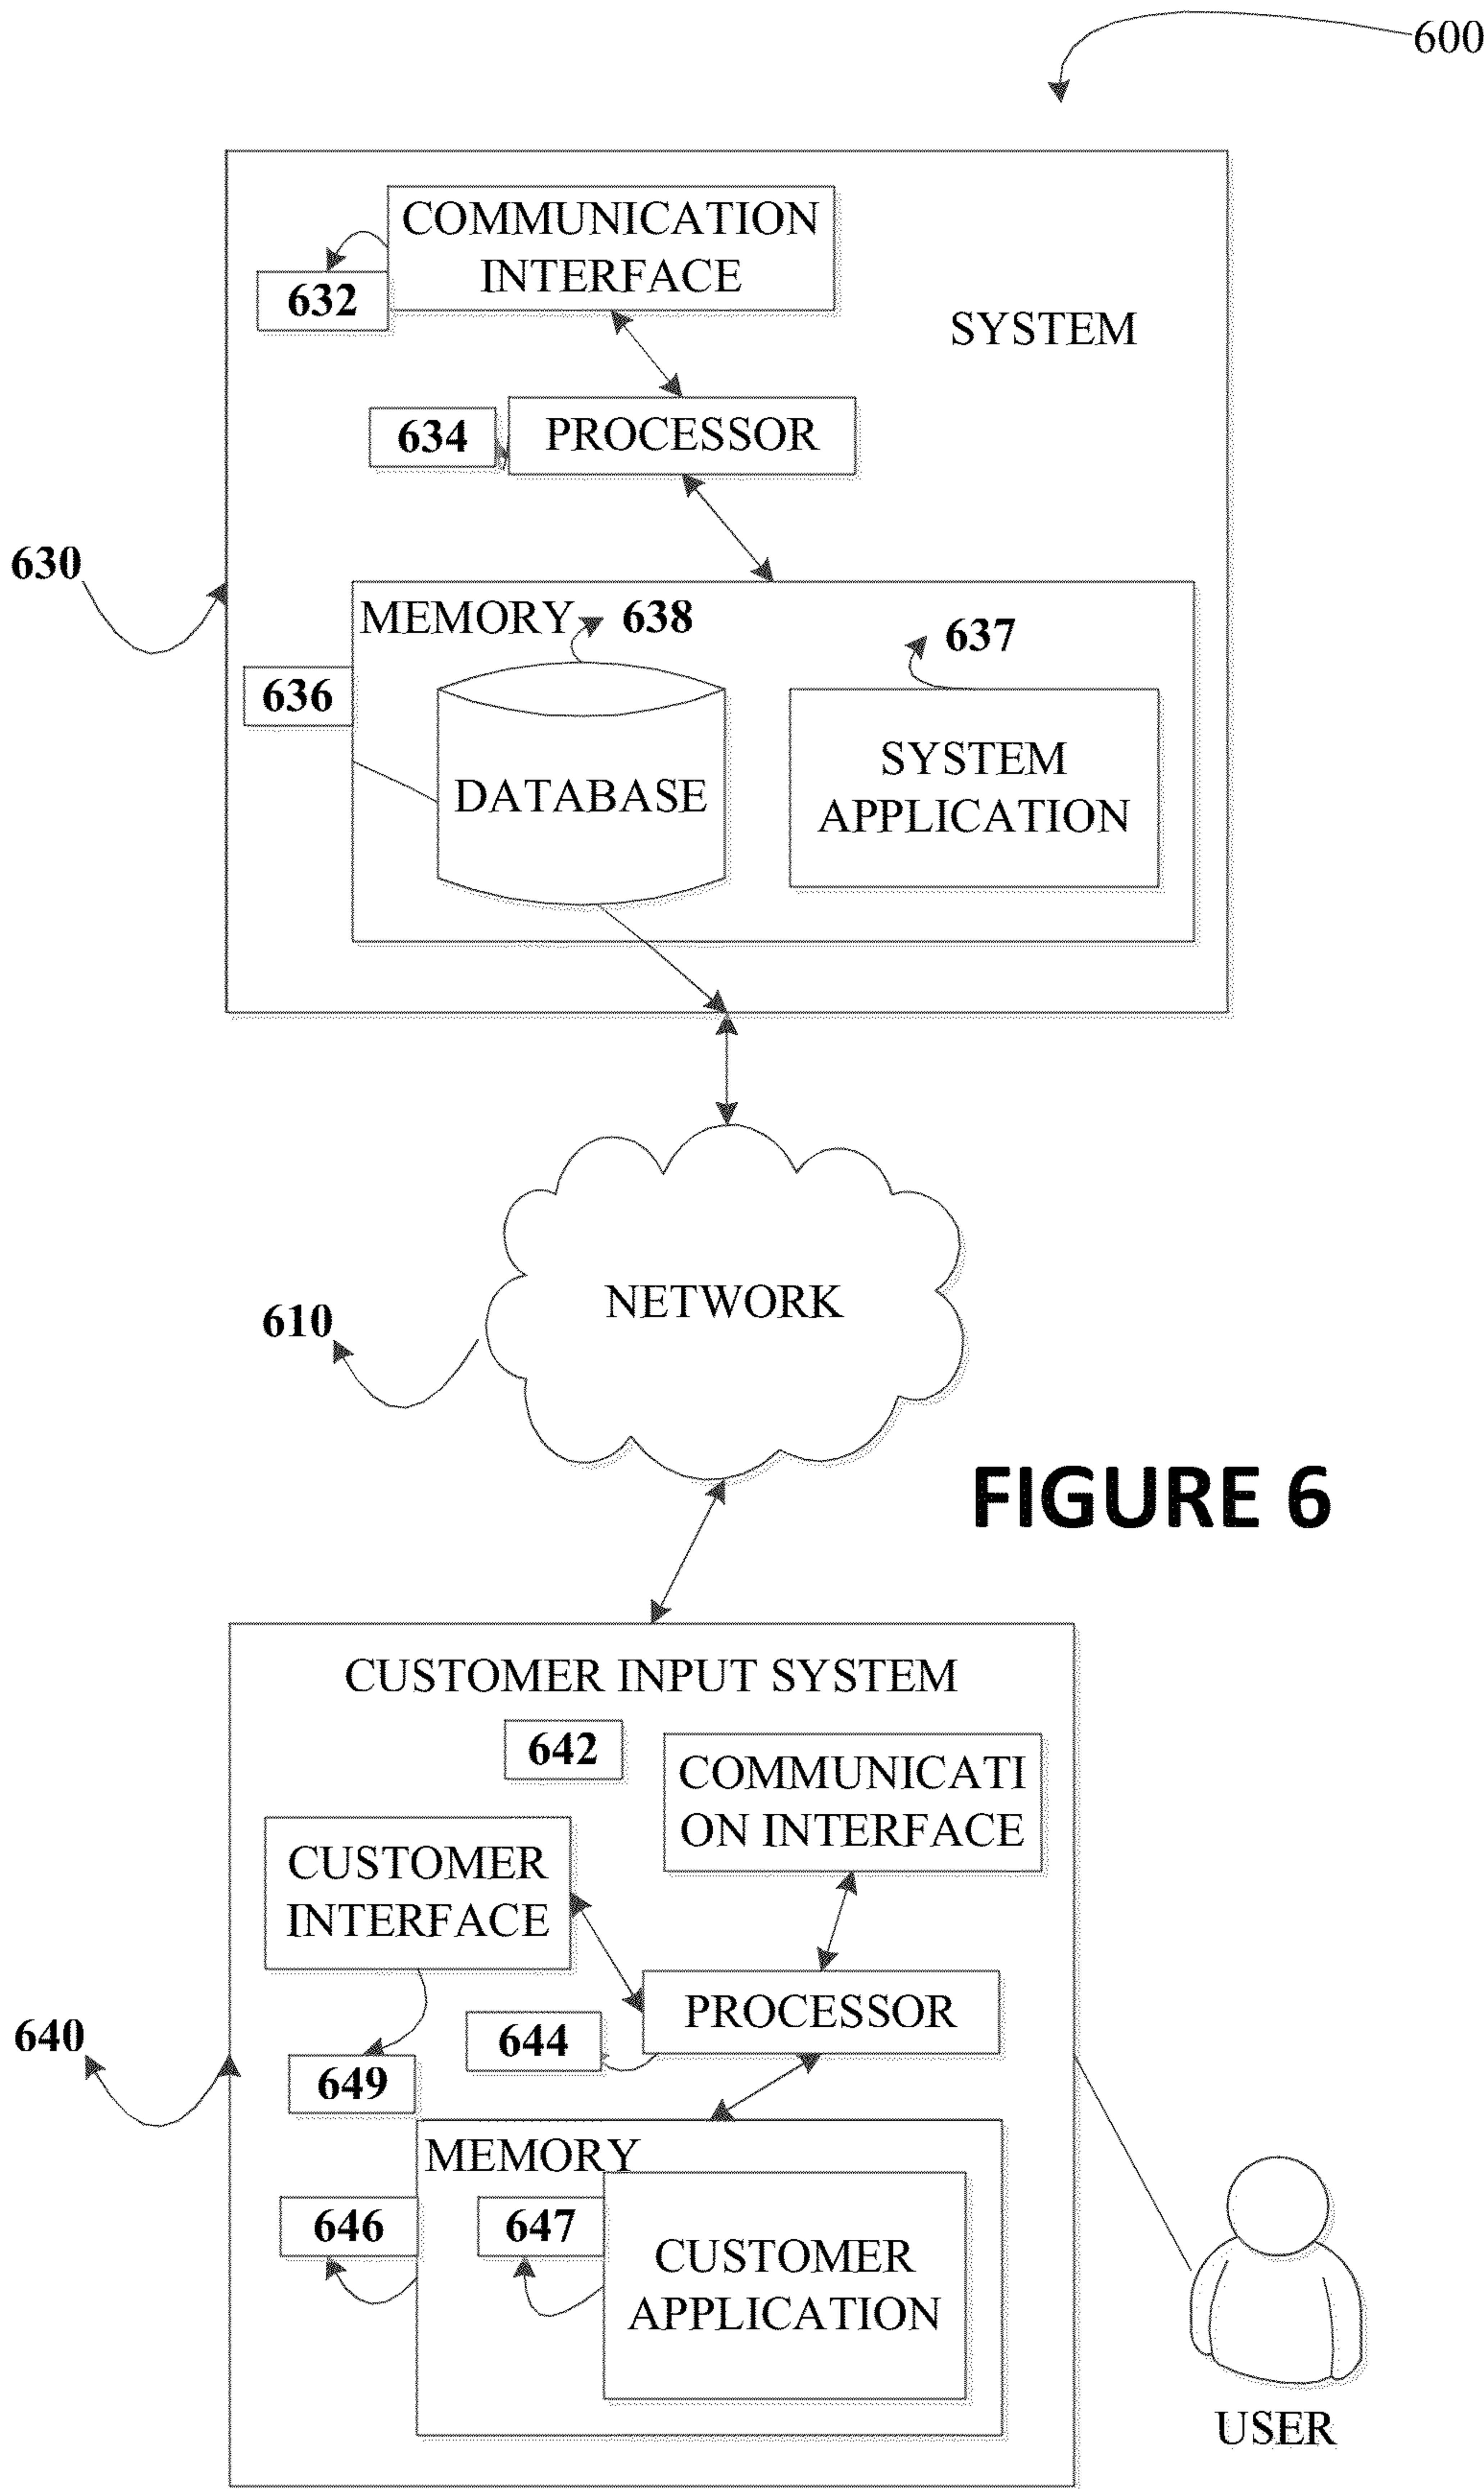 600
COMMUNICATION
INTERFACE
632
SYSTEM
634
PROCESSOR
630
MEMORY
638
637
636
DATABASE
SYSTEM
APPLICATION
NETWORK
610
FIGURE 6
CUSTOMER INPUT SYSTEM
642
COMMUNICATI
ON INTERFACE
CUSTOMER
INTERFACE
PROCESSOR
640
644
649
MEMORY
646
647
CUSTOMER
APPLICATION
USER